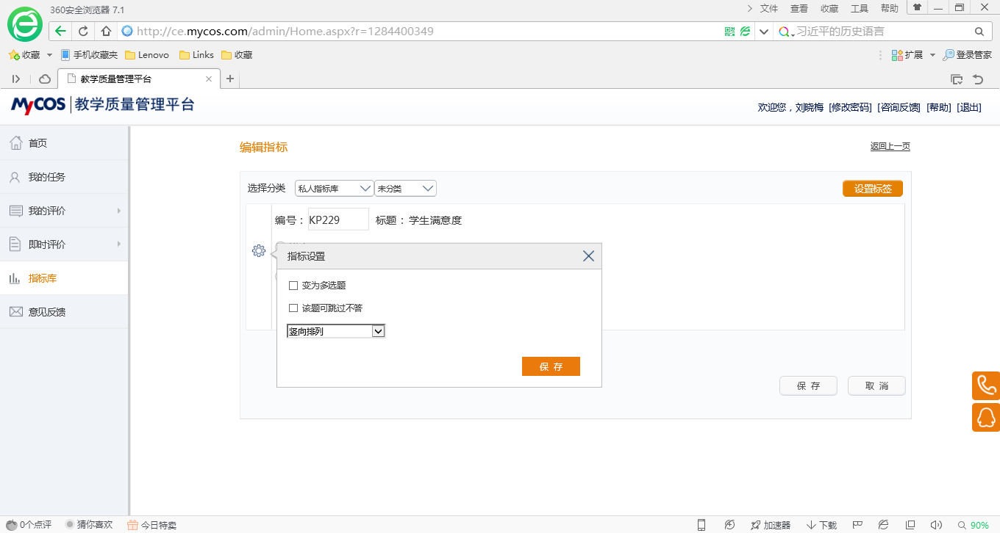 360安全浏览器 7.1
文件 查看 收藏 工具 帮助
http://ce.mycos.com/admin/Home.aspx?r=1284400349
习近平的历史语言
收藏 手机收藏夹 Lenovo Links 收藏
扩展 登录管家
教学质量管理平台
MyCOS 教学质量管理平台
欢迎您，刘晓梅 [修改密码] [咨询反馈] [帮助] [退出]
首页
我的任务
我的评价
即时评价
指标库
意见反馈
编辑指标
返回上一页
选择分类 私人指标库 未分类
设置标签
编号： KP229 标题： 学生满意度
指标设置
变为多选题
该题可跳过不答
竖向排列
保 存
保 存 取 消
0个点评 猜你喜欢 今日特卖
加速器 下载 90%